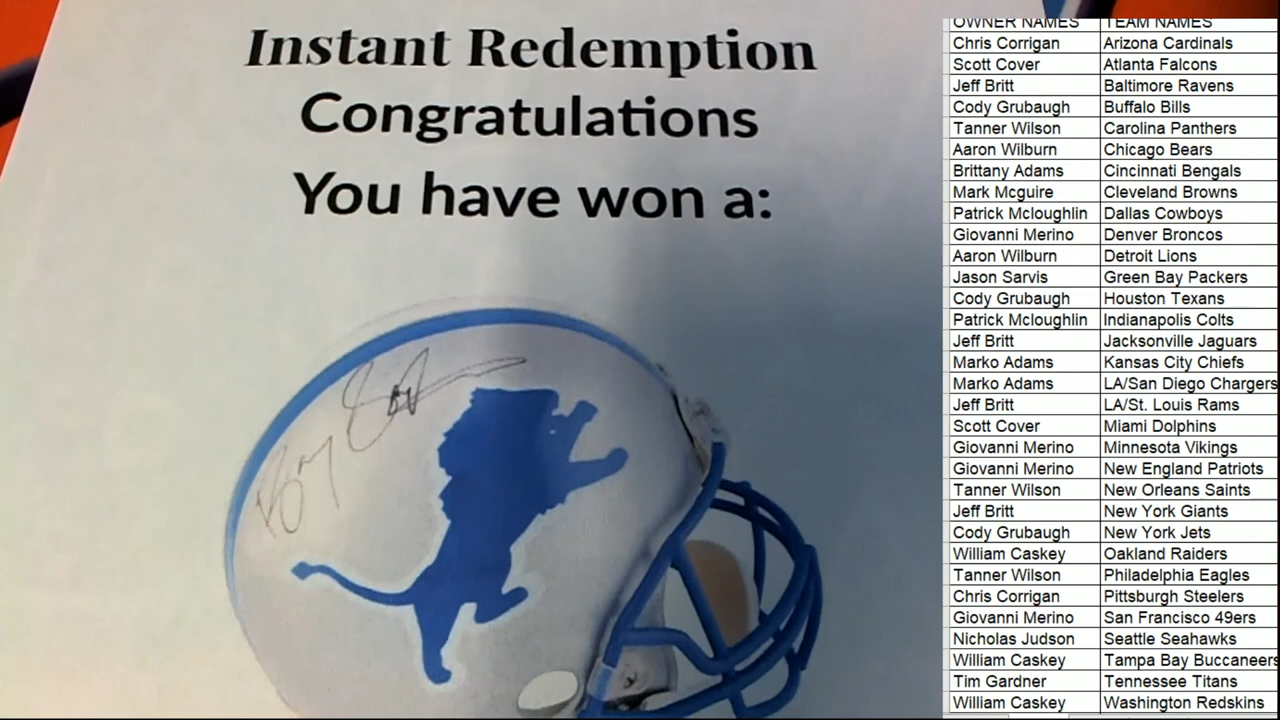 Instant Redemption
Congratulations
You have won a:
OWNER NAMES TEAM NAMES
Chris Corrigan Arizona Cardinals
Scott Cover Atlanta Falcons
Jeff Britt Baltimore Ravens
Cody Grubaugh Buffalo Bills
Tanner Wilson Carolina Panthers
Aaron Wilburn Chicago Bears
Brittany Adams Cincinnati Bengals
Mark Mcguire Cleveland Browns
Patrick Mcloughlin Dallas Cowboys
Giovanni Merino Denver Broncos
Aaron Wilburn Detroit Lions
Jason Sarvis Green Bay Packers
Cody Grubaugh Houston Texans
Patrick Mcloughlin Indianapolis Colts
Jeff Britt Jacksonville Jaguars
Marko Adams Kansas City Chiefs
Marko Adams LA/San Diego Chargers
Jeff Britt LA/St. Louis Rams
Scott Cover Miami Dolphins
Giovanni Merino Minnesota Vikings
Giovanni Merino New England Patriots
Tanner Wilson New Orleans Saints
Jeff Britt New York Giants
Cody Grubaugh New York Jets
William Caskey Oakland Raiders
Tanner Wilson Philadelphia Eagles
Chris Corrigan Pittsburgh Steelers
Giovanni Merino San Francisco 49ers
Nicholas Judson Seattle Seahawks
William Caskey Tampa Bay Buccaneers
Tim Gardner Tennessee Titans
William Caskey Washington Redskins